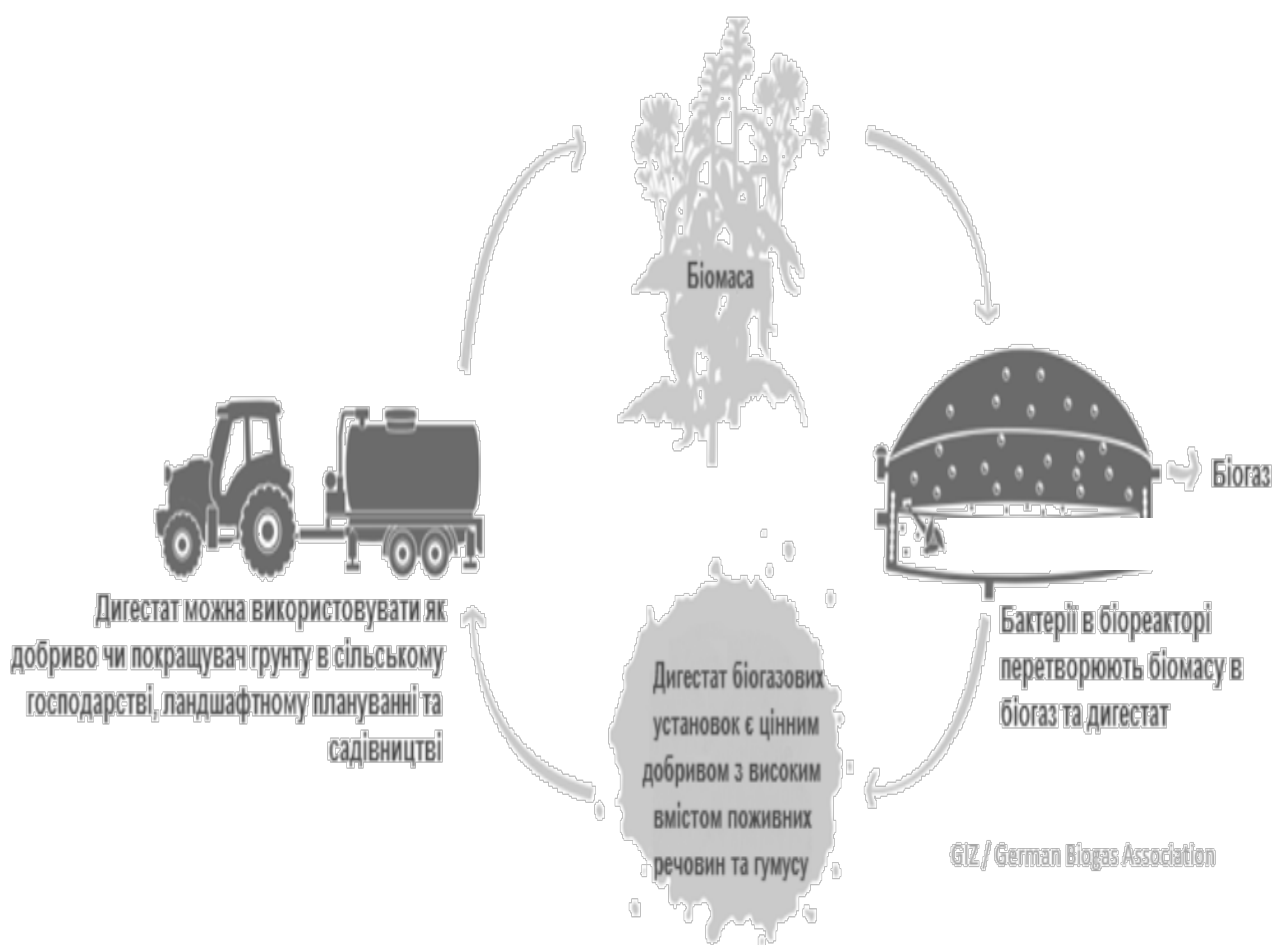 Біомаса
Біогаз
Бактерії в біореакторі
перетворюють біомасу в
біогаз та дигестат
Дигестат біогазових
установок є цінним
добривом з високим
вмістом поживних
речовин та гумусу
Дигестат можна використовувати як
добриво чи покращувач грунту в сільському
господарстві, ландшафтному плануванні та
садівництві
GIZ / German Biogas Association